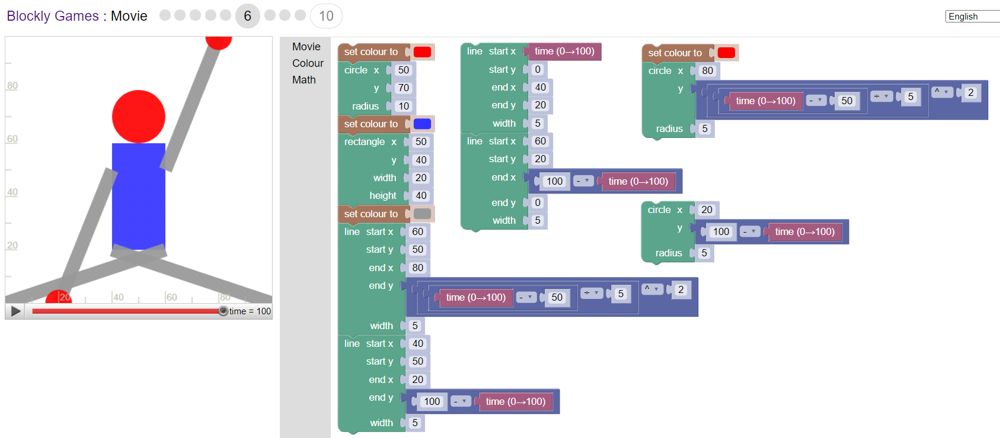 Blockly Games : Movie 6 10
English
80
60
40
20
20 40 60 80
time = 100
Movie
Colour
Math
set colour to
circle x 50
y 70
radius 10
set colour to
rectangle x 50
y 40
width 20
height 40
set colour to
line start x 60
start y 50
end x 80
end y time (0→100) - 50 ÷ 5 ^ 2
width 5
line start x 40
start y 50
end x 20
end y 100 - time (0→100)
width 5
line start x time (0→100)
start y 0
end x 40
end y 20
width 5
line start x 60
start y 20
end x 100 - time (0→100)
end y 0
width 5
set colour to
circle x 80
y time (0→100) - 50 ÷ 5 ^ 2
radius 5
circle x 20
y 100 - time (0→100)
radius 5